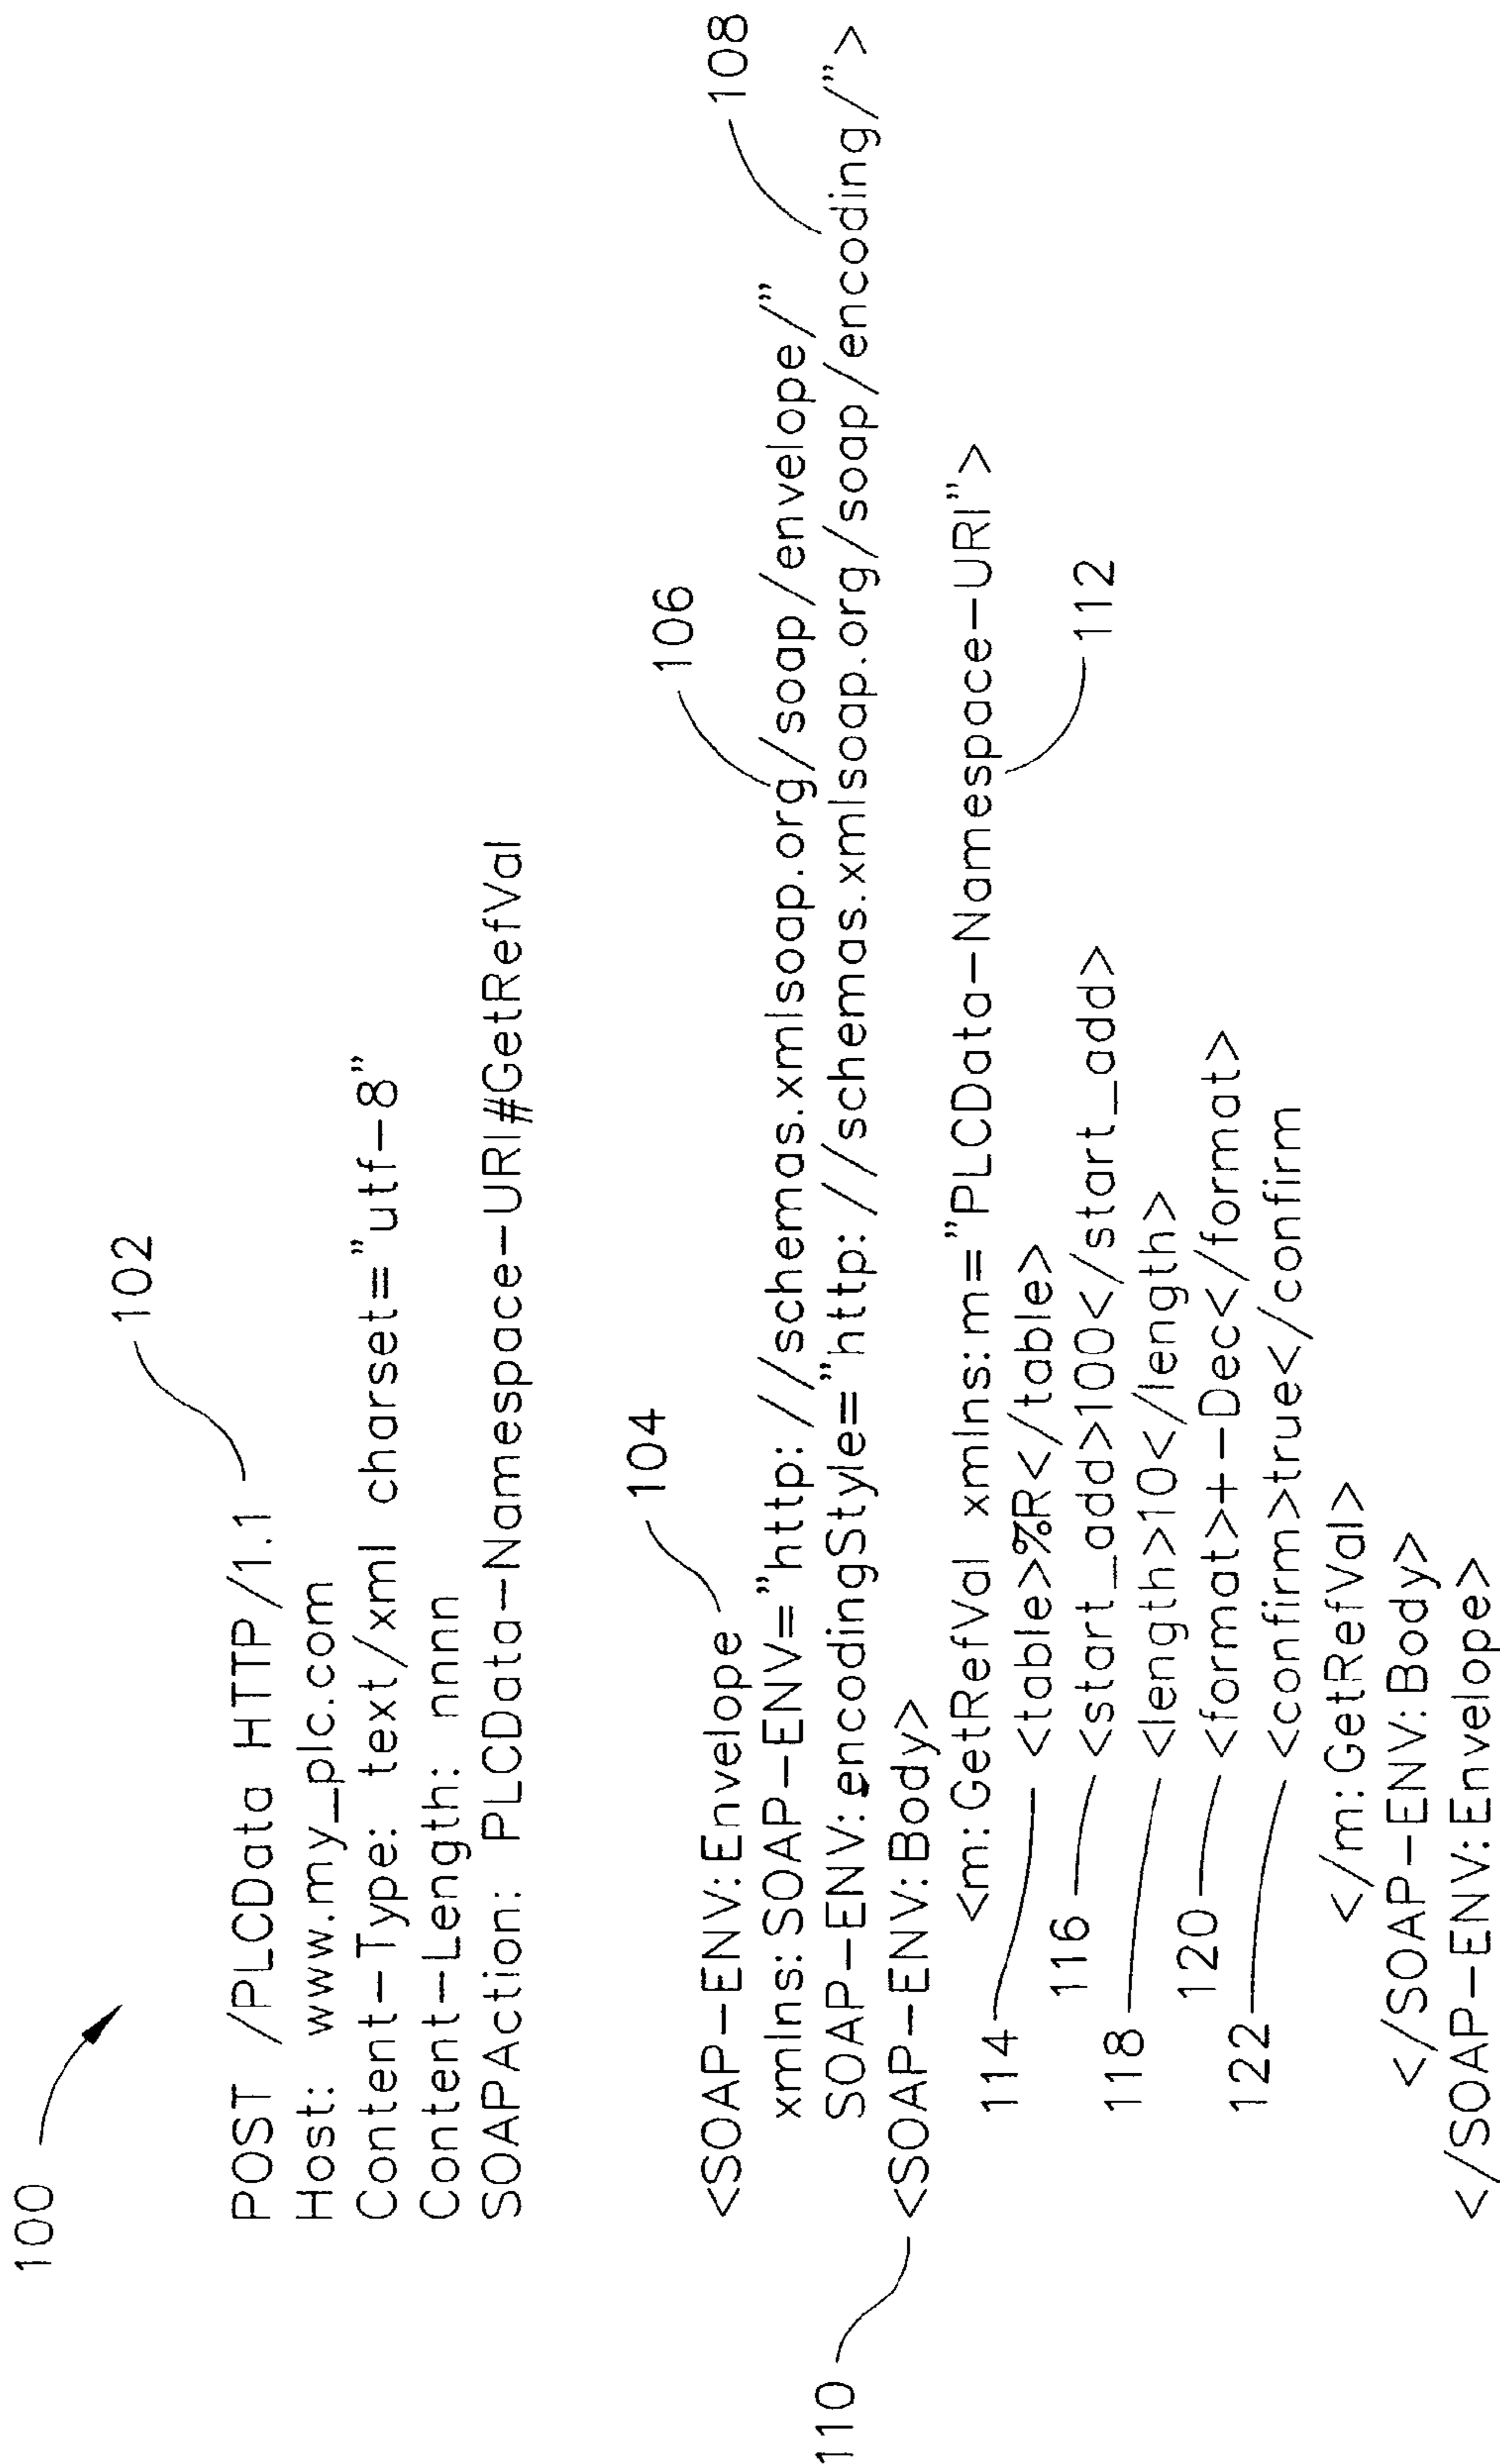 100
102
POST /PLCData HTTP/1.1
Host: www.my_plc.com
Content-Type: text/xml charset="utf-8"
Content-Length: nnnn
SOAPAction: PLCData-Namespace-URI#GetRefVal
104
106
108
<SOAP-ENV:Envelope
xmlns:SOAP-ENV="http://schemas.xmlsoap.org/soap/envelope/"
SOAP-ENV:encodingStyle="http://schemas.xmlsoap.org/soap/encoding/">
110 <SOAP-ENV:Body>
<m:GetRefVal xmlns:m="PLCData-Namespace-URI">
112
114 <table>%R</table>
116 <start_add>100</start_add>
118 <length>10</length>
120 <format>+-Dec</format>
122 <confirm>true</confirm
</m:GetRefVal>
</SOAP-ENV:Body>
</SOAP-ENV:Envelope>